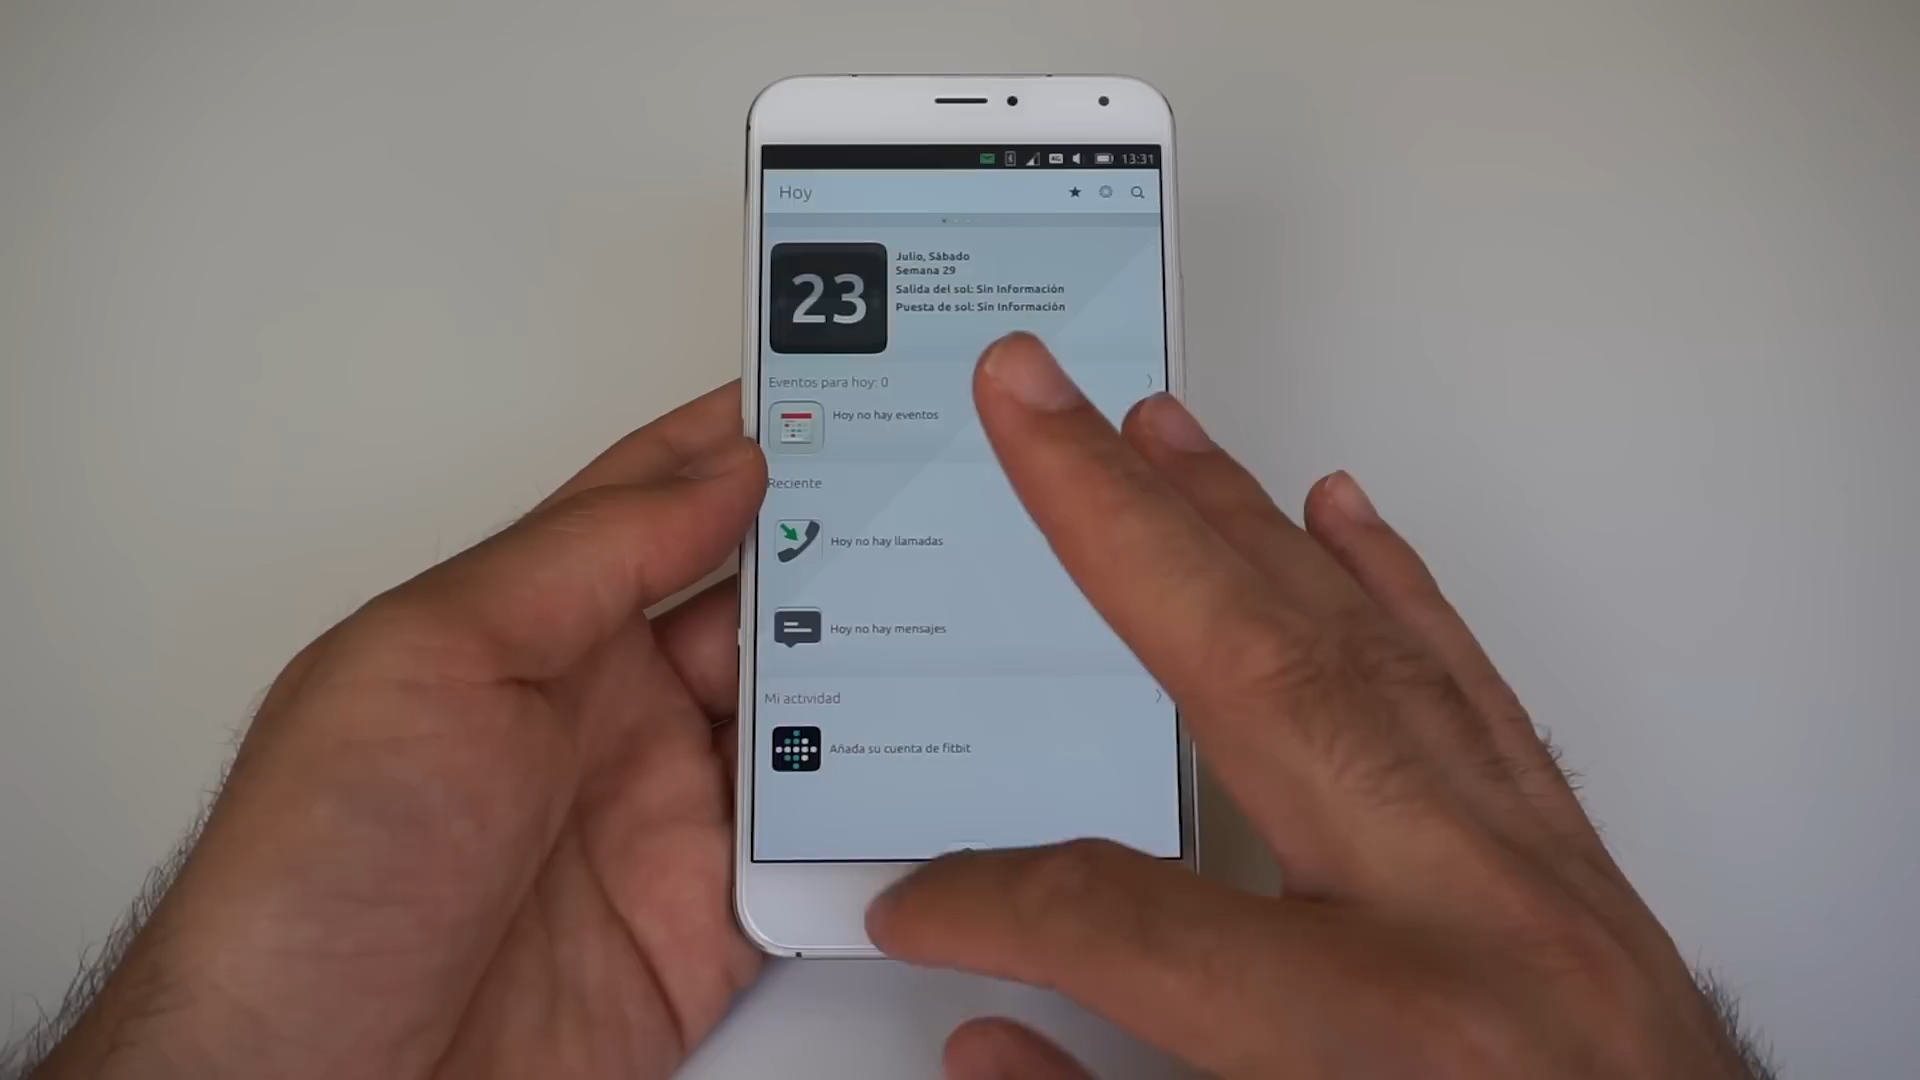 4G 13:31
Hoy
23
Julio, Sábado
Semana 29
Salida del sol: Sin Información
Puesta de sol: Sin Información
Eventos para hoy: 0
Hoy no hay eventos
Reciente
Hoy no hay llamadas
Hoy no hay mensajes
Mi actividad
Añada su cuenta de fitbit